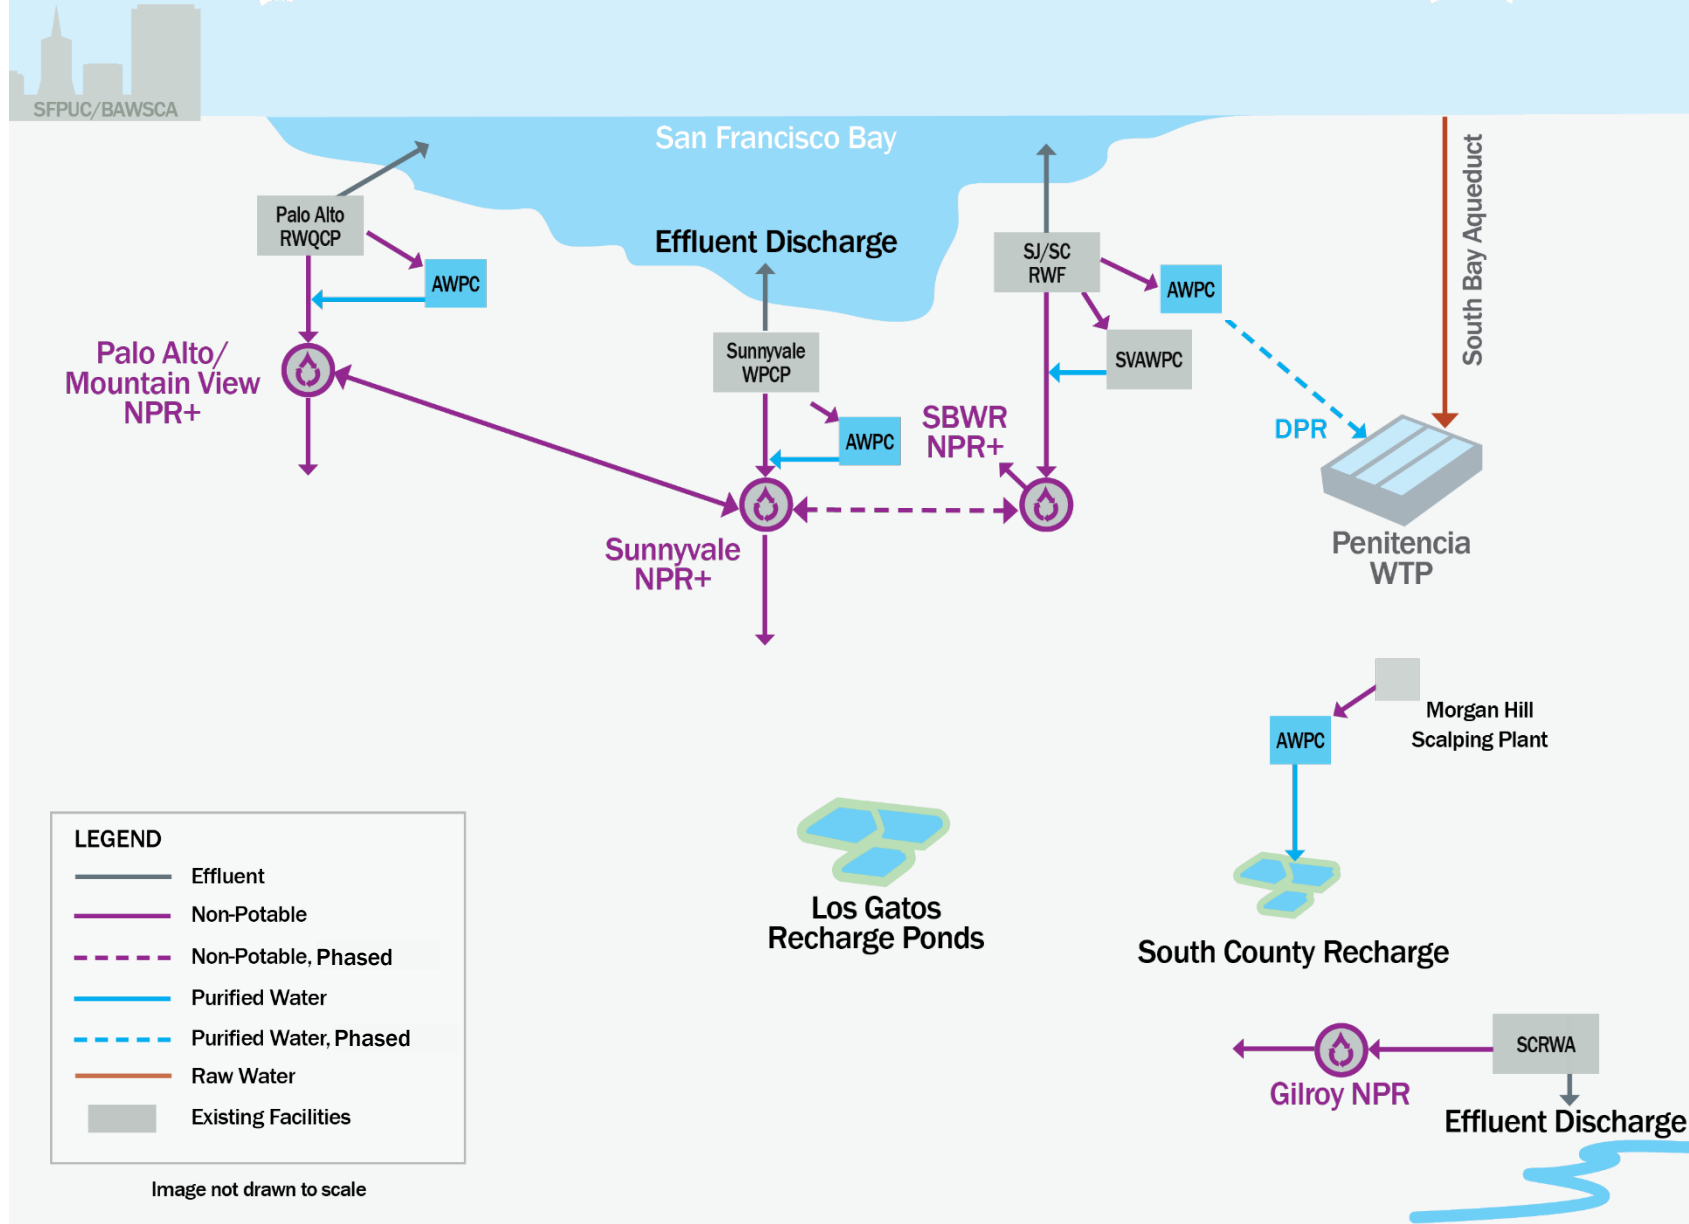 SFPUC/BAWSCA
San Francisco Bay
South Bay Aqueduct
Palo Alto
RWQCP
AWPC
Effluent Discharge
SJ/SC
RWF
AWPC
Palo Alto/
Mountain View
NPR+
Sunnyvale
WPCP
SVAWPC
AWPC
SBWR
NPR+
DPR
Sunnyvale
NPR+
Penitencia
WTP
Morgan Hill
Scalping Plant
AWPC
Los Gatos
Recharge Ponds
South County Recharge
SCRWA
Gilroy NPR
Effluent Discharge
LEGEND
Effluent
Non-Potable
Non-Potable, Phased
Purified Water
Purified Water, Phased
Raw Water
Existing Facilities
Image not drawn to scale